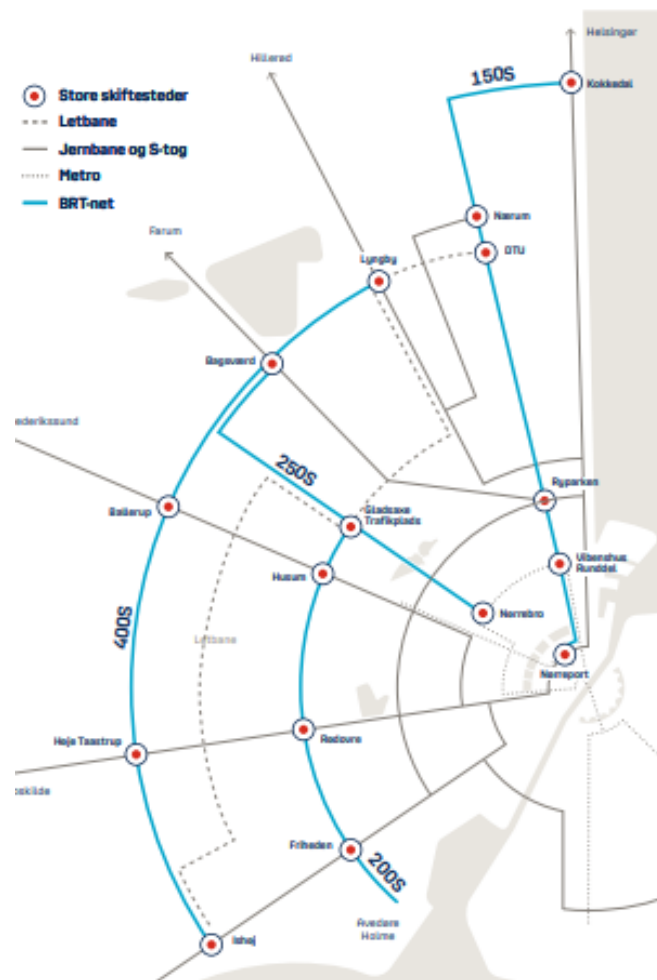 Helsingør
Hillerød
150S
Kokkedal
Store skiftesteder
Letbane
Jernbane og S-tog
Metro
BRT-net
Nærum
Farum
DTU
Lyngby
Bagsværd
ederikssund
250S
Ryparken
Ballerup
Gladsaxe
Trafikplads
Vibenshus
Runddel
Husum
Nørrebro
400S
Letbane
Nørreport
Høje Taastrup
Rødovre
oskilde
Friheden
200S
Avedøre
Holme
Ishøj